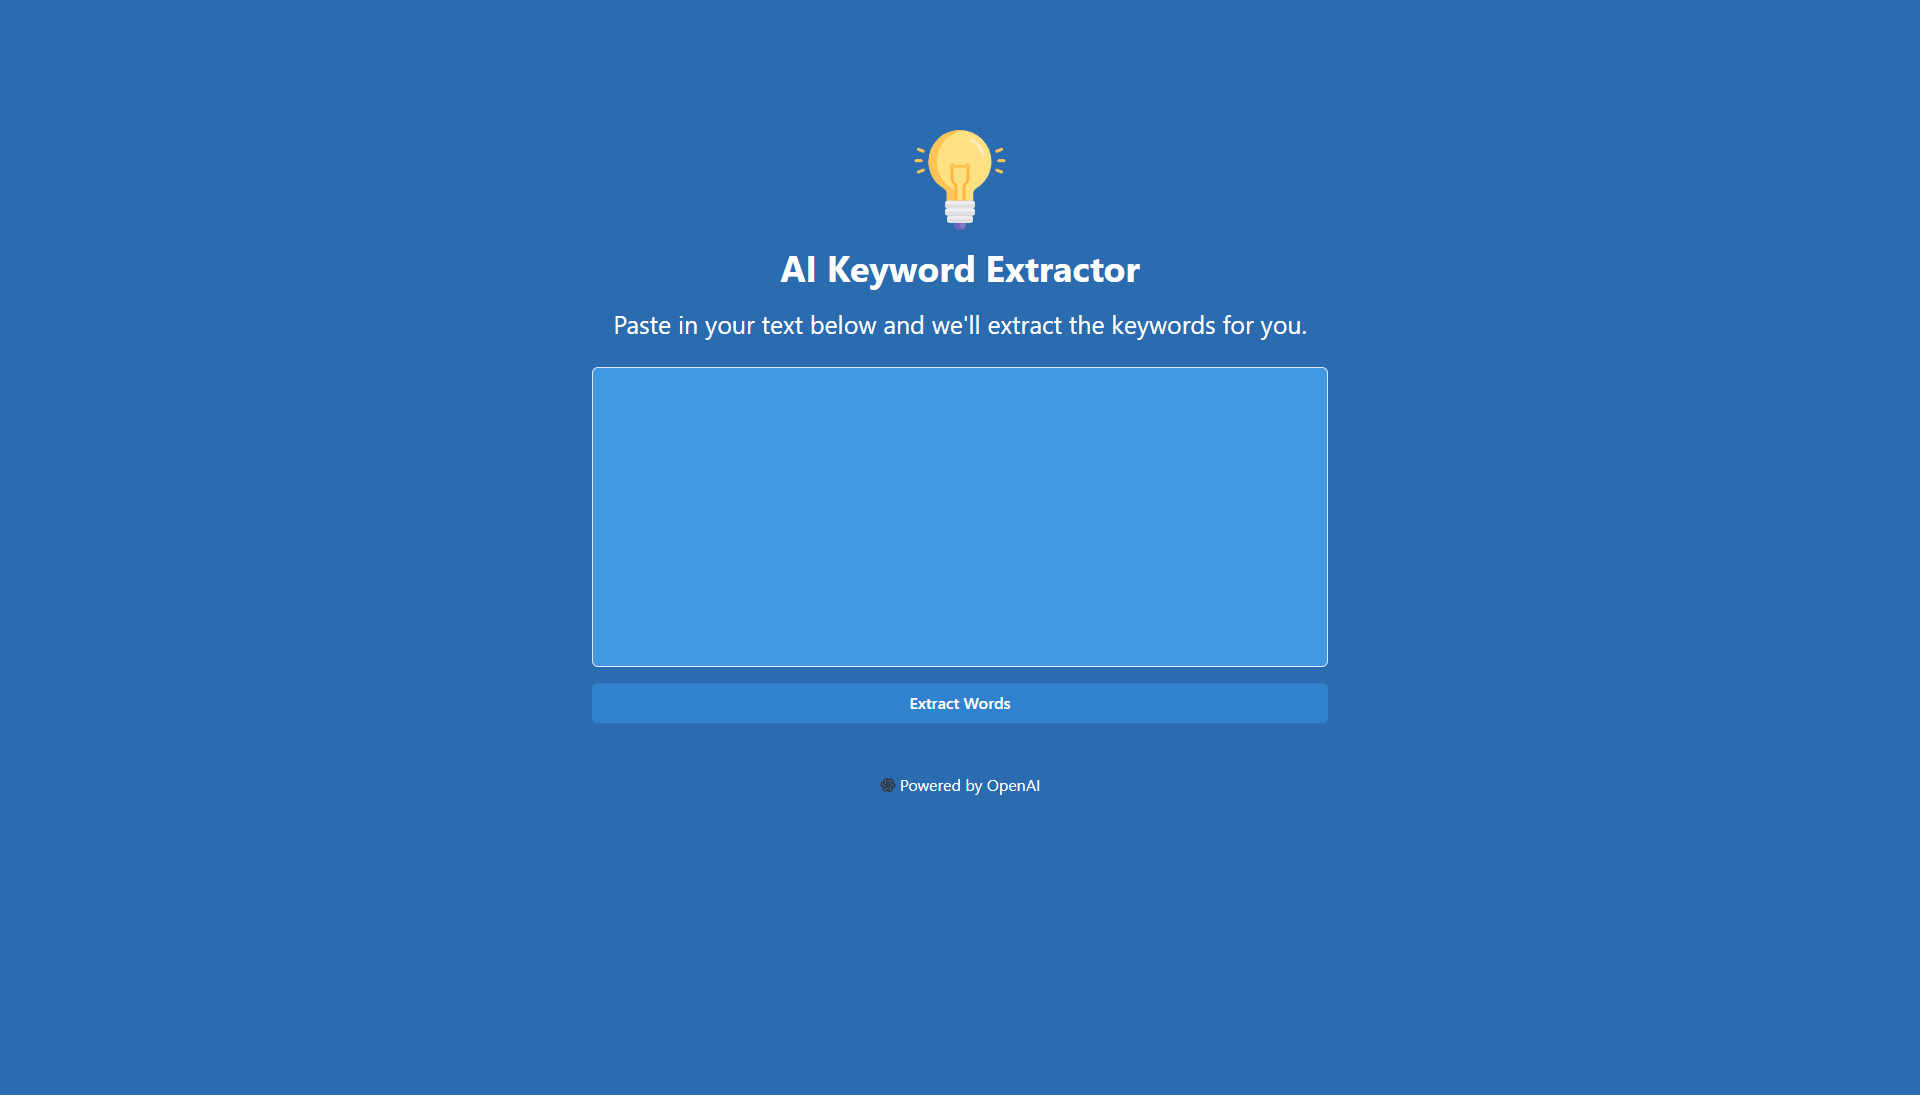 AI Keyword Extractor
Paste in your text below and we'll extract the keywords for you.
Extract Words
Powered by OpenAI